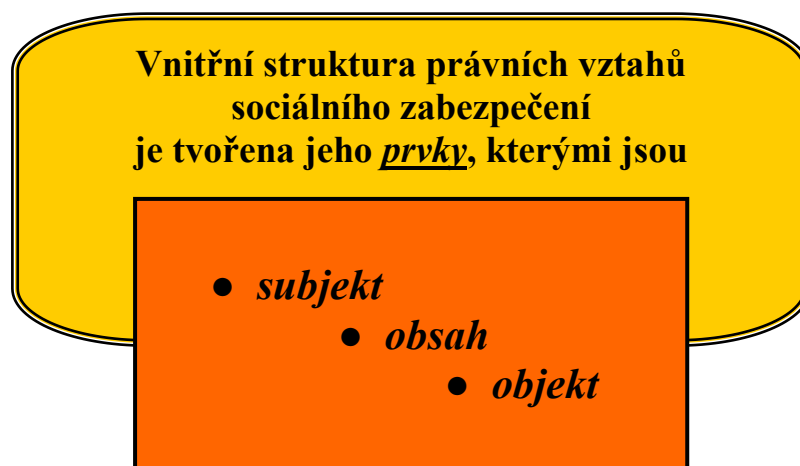 Vnitřní struktura právních vztahů
sociálního zabezpečení
je tvořena jeho prvky, kterými jsou
● subjekt
● obsah
● objekt